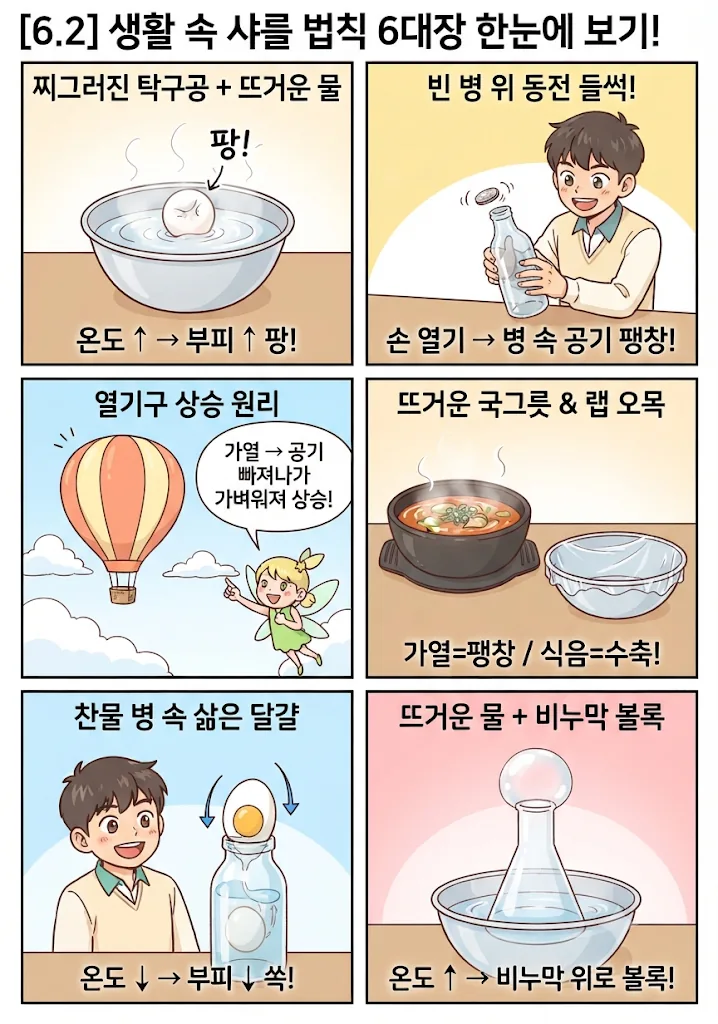 [6.2] 생활 속 샤를 법칙 6대장 한눈에 보기!
찌그러진 탁구공 + 뜨거운 물
팡!
온도 ↑ → 부피 ↑ 팡!
빈 병 위 동전 들썩!
손 열기 → 병 속 공기 팽창!
열기구 상승 원리
가열 → 공기
빠져나가
가벼워져 상승!
뜨거운 국그릇 & 랩 오목
가열=팽창 / 식음=수축!
찬물 병 속 삶은 달걀
온도 ↓ → 부피 ↓ 쏙!
뜨거운 물 + 비누막 볼록
온도 ↑ → 비누막 위로 볼록!